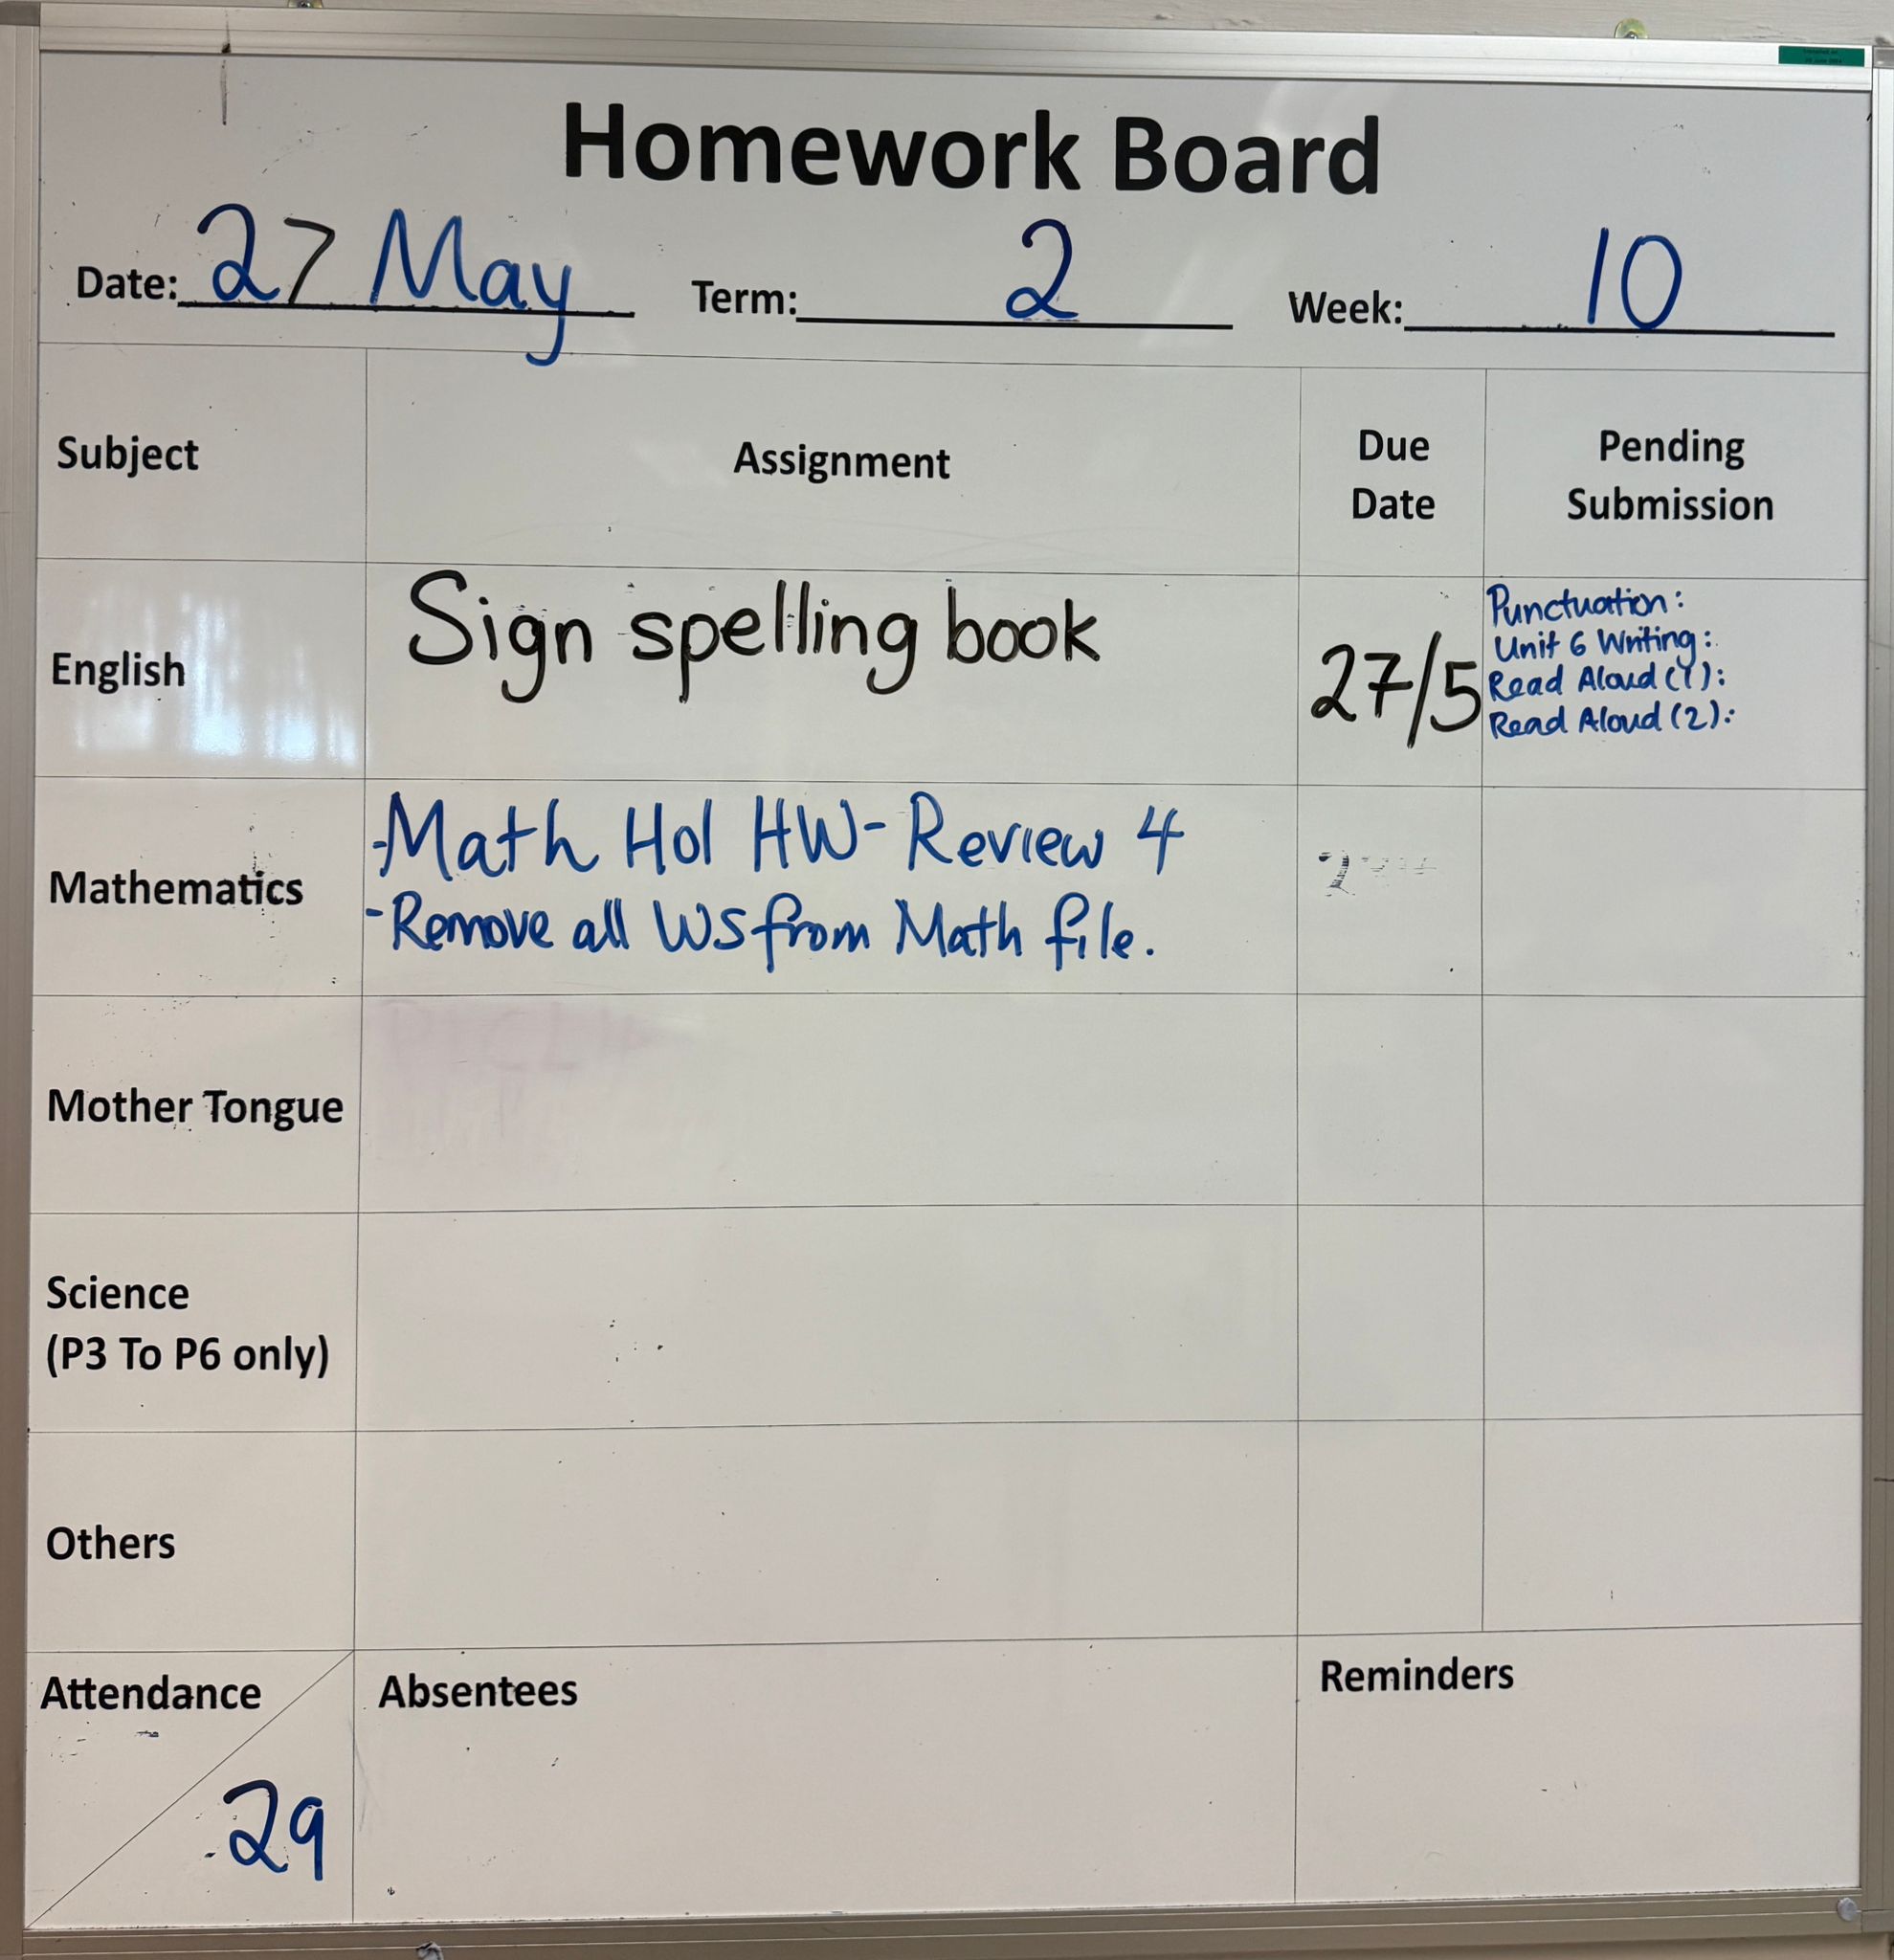 Homework Board
Date: 27 May Term: 2 Week: 10
Subject Assignment Due Date Pending Submission
English Sign spelling book 27/5
Punctuation:
Unit 6 Writing:
Read Aloud (1):
Read Aloud (2):
Mathematics
-Math Hol HW-Review 4
-Remove all WS from Math file.
Mother Tongue
Science
(P3 To P6 only)
Others
Attendance Absentees Reminders
29